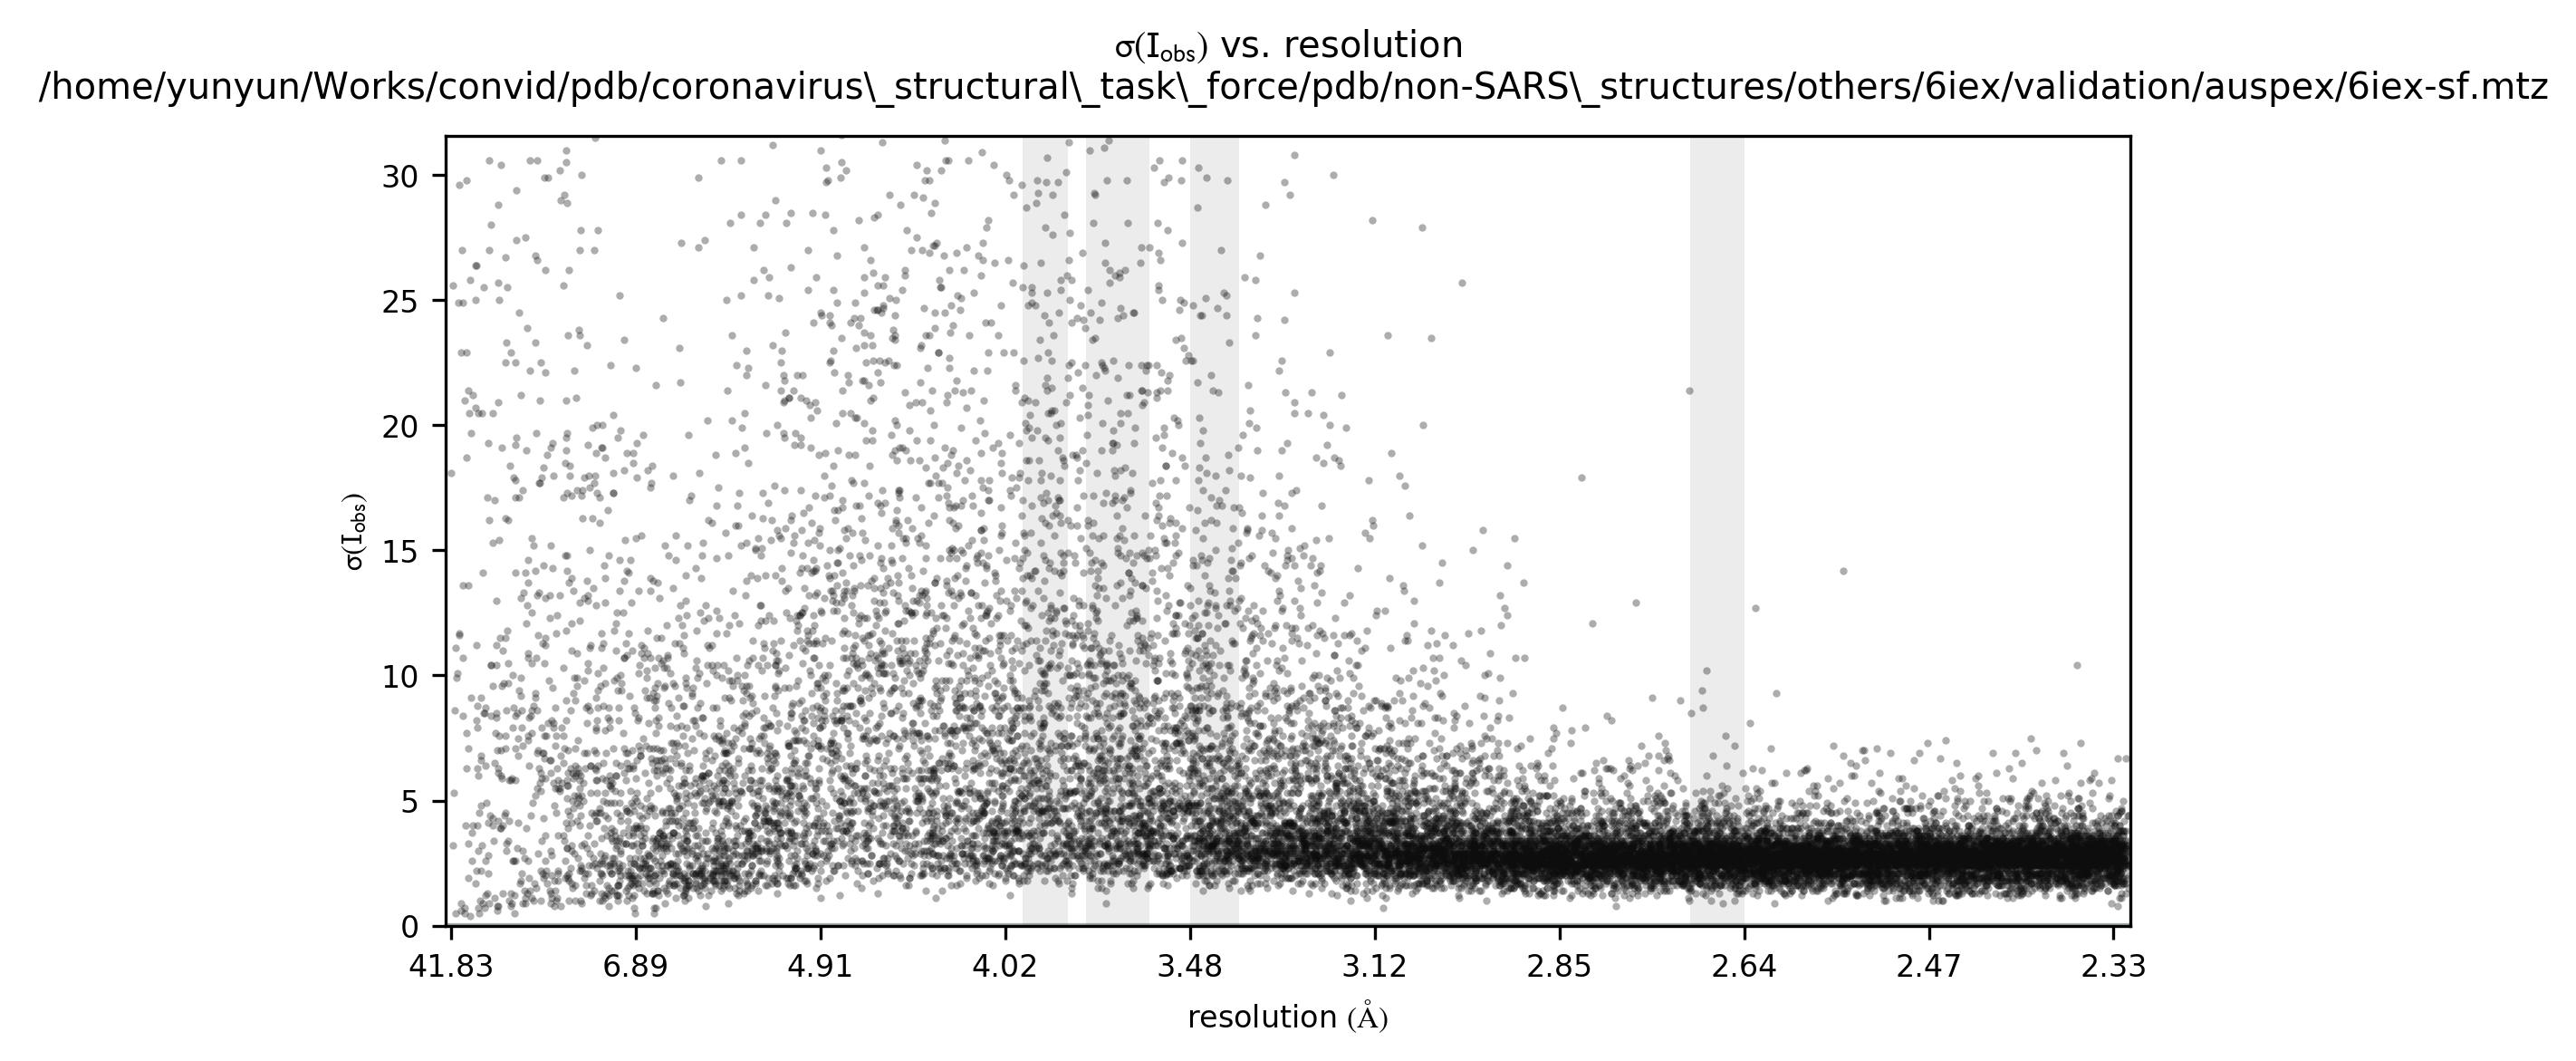 σ(I_obs) vs. resolution
/home/yunyun/Works/convid/pdb/coronavirus\_structural\_task\_force/pdb/non-SARS\_structures/others/6iex/validation/auspex/6iex-sf.mtz
30
25
20
15
10
5
0
σ(I_obs)
41.83 6.89 4.91 4.02 3.48 3.12 2.85 2.64 2.47 2.33
resolution (Å)